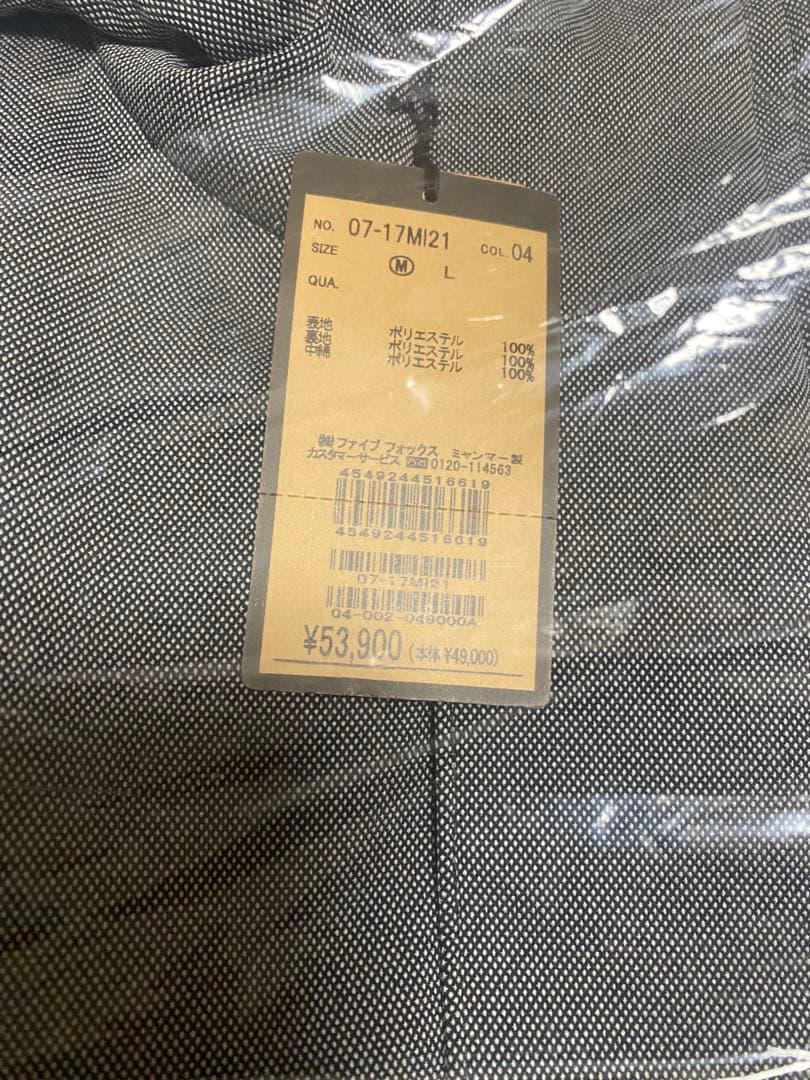 NO. 07-17MI21 COL.04
SIZE Ⓜ L
QUA.
表地 ポリエステル 100%
裏地 ポリエステル 100%
中綿 ポリエステル 100%
㈱ファイブ フォックス ミャンマー製
カスタマーサービス 0120-114563
4549244516619
4549244516619
07-17MI21
04-002-049000A
¥53,900 (本体 ¥49,000)